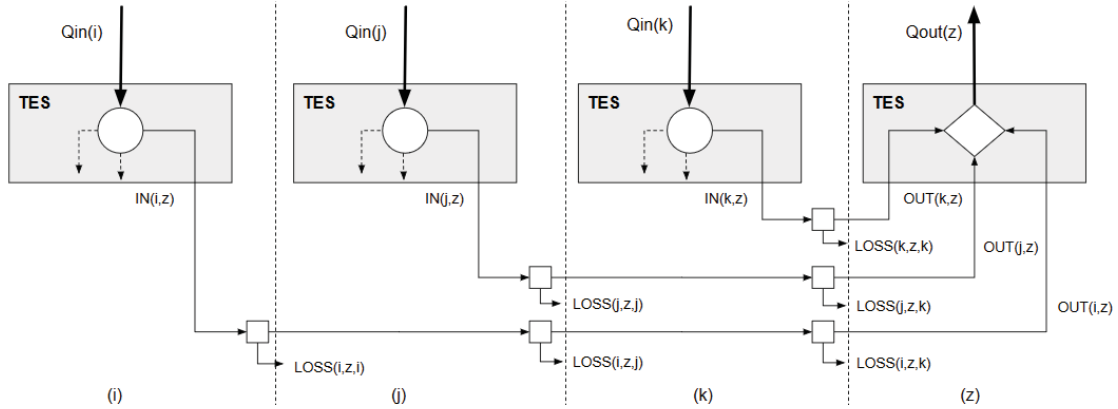 Qin(i)
Qin(j)
Qin(k)
Qout(z)
TES
TES
TES
TES
IN(i,z)
IN(j,z)
IN(k,z)
OUT(k,z)
LOSS(k,z,k)
OUT(j,z)
LOSS(j,z,j)
LOSS(j,z,k)
OUT(i,z)
LOSS(i,z,i)
LOSS(i,z,j)
LOSS(i,z,k)
(i)
(j)
(k)
(z)